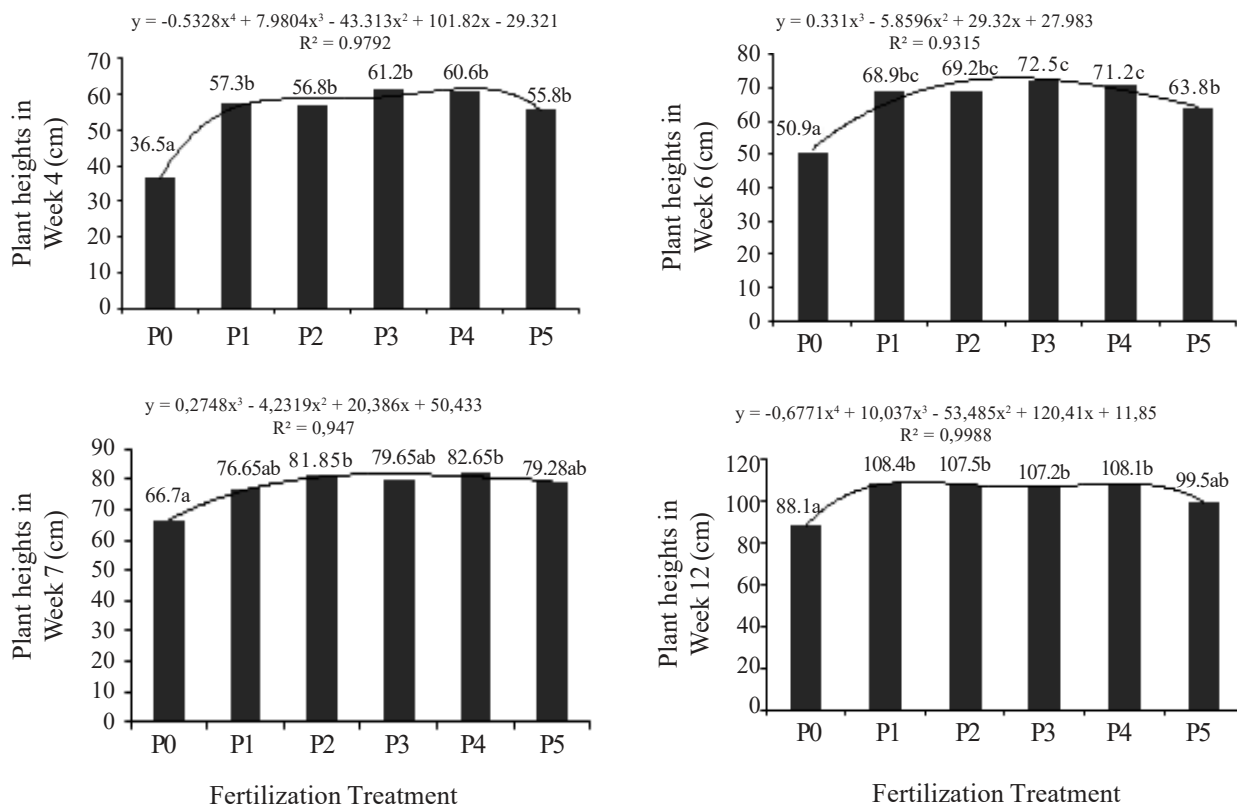 y = -0.5328x⁴ + 7.9804x³ - 43.313x² + 101.82x - 29.321
R² = 0.9792
Plant heights in
Week 4 (cm)
70
60
50
40
30
20
10
0
36.5a
57.3b
56.8b
61.2b
60.6b
55.8b
P0 P1 P2 P3 P4 P5
y = 0.331x³ - 5.8596x² + 29.32x + 27.983
R² = 0.9315
Plant heights in
Week 6 (cm)
80
70
60
50
40
30
20
10
0
50.9a
68.9bc
69.2bc
72.5c
71.2c
63.8b
P0 P1 P2 P3 P4 P5
y = 0,2748x³ - 4,2319x² + 20,386x + 50,433
R² = 0,947
Plant heights in
Week 7 (cm)
90
80
70
60
50
40
30
20
10
0
66.7a
76.65ab
81.85b
79.65ab
82.65b
79.28ab
P0 P1 P2 P3 P4 P5
Fertilization Treatment
y = -0,6771x⁴ + 10,037x³ - 53,485x² + 120,41x + 11,85
R² = 0,9988
Plant heights in
Week 12 (cm)
120
100
80
60
40
20
0
88.1a
108.4b
107.5b
107.2b
108.1b
99.5ab
P0 P1 P2 P3 P4 P5
Fertilization Treatment